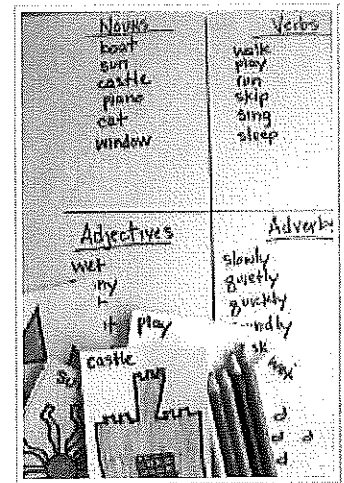 Nouns
boat
sun
castle
piano
cat
window
Verbs
walk
play
run
skip
sing
sleep
Adjectives
wet
Adverb
slowly
quietly
quickly
play
castle